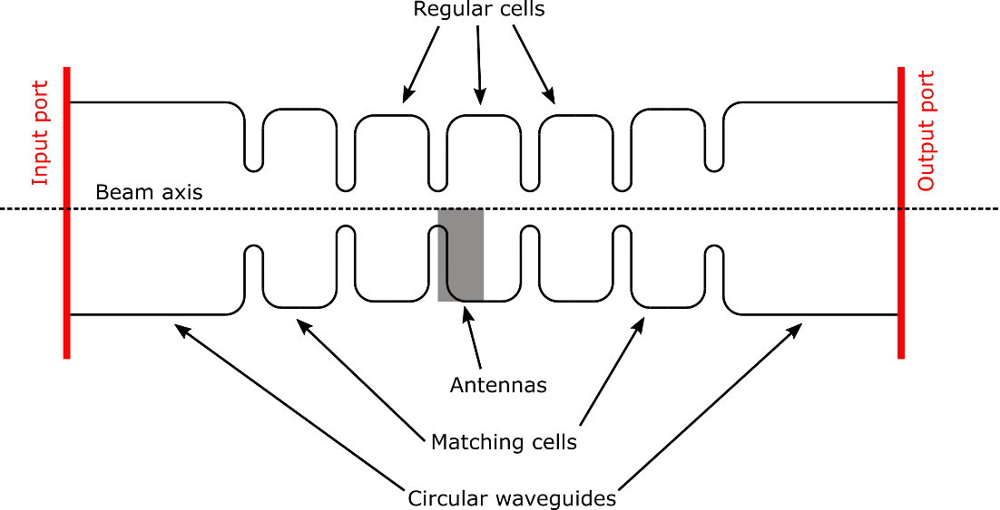 Regular cells
Input port
Output port
Beam axis
Antennas
Matching cells
Circular waveguides